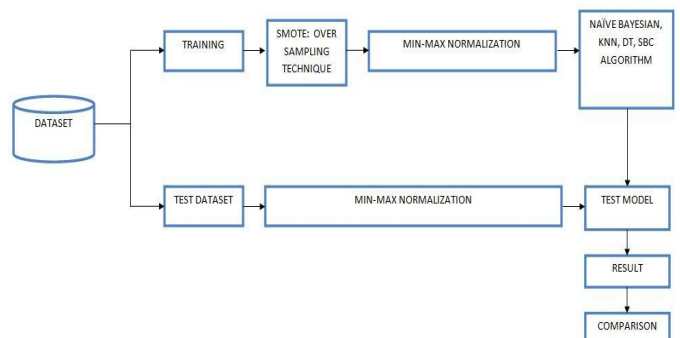 TRAINING
SMOTE: OVER
SAMPLING
TECHNIQUE
MIN-MAX NORMALIZATION
NAÏVE BAYESIAN,
KNN, DT, SBC
ALGORITHM
DATASET
TEST DATASET
MIN-MAX NORMALIZATION
TEST MODEL
RESULT
COMPARISON